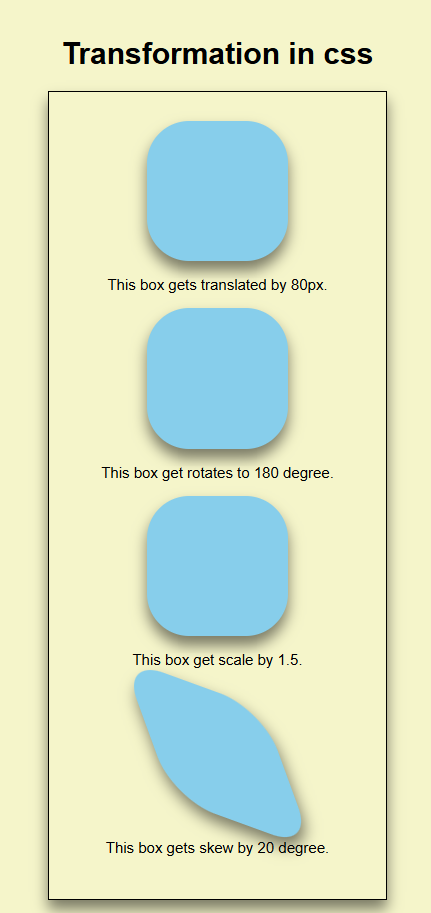 Transformation in css
This box gets translated by 80px.
This box get rotates to 180 degree.
This box get scale by 1.5.
This box gets skew by 20 degree.